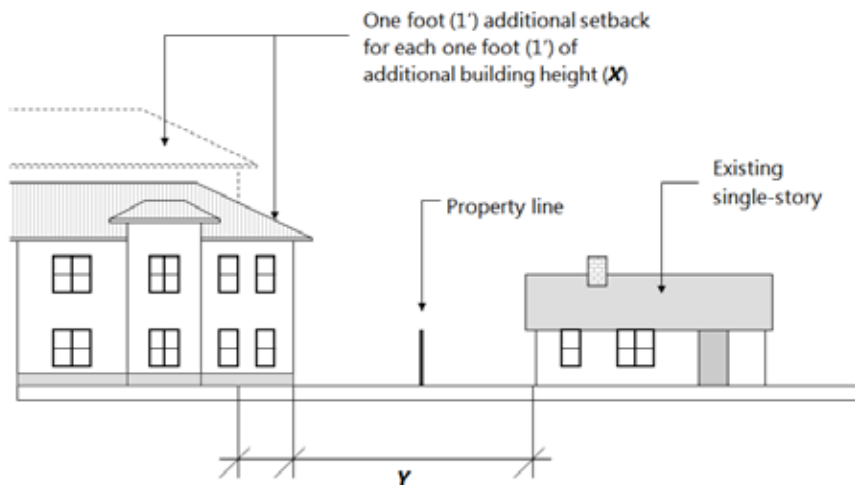 One foot (1') additional setback
for each one foot (1') of
additional building height (X)
Existing
single-story
Property line
Y